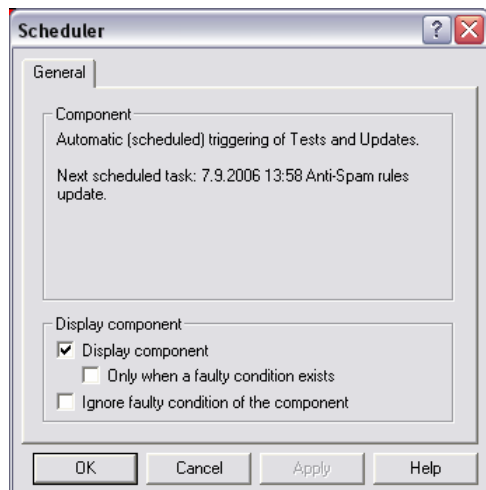 Scheduler
General
Component
Automatic (scheduled) triggering of Tests and Updates.
Next scheduled task: 7.9.2006 13:58 Anti-Spam rules
update.
Display component
Display component
Only when a faulty condition exists
Ignore faulty condition of the component
OK Cancel Apply Help